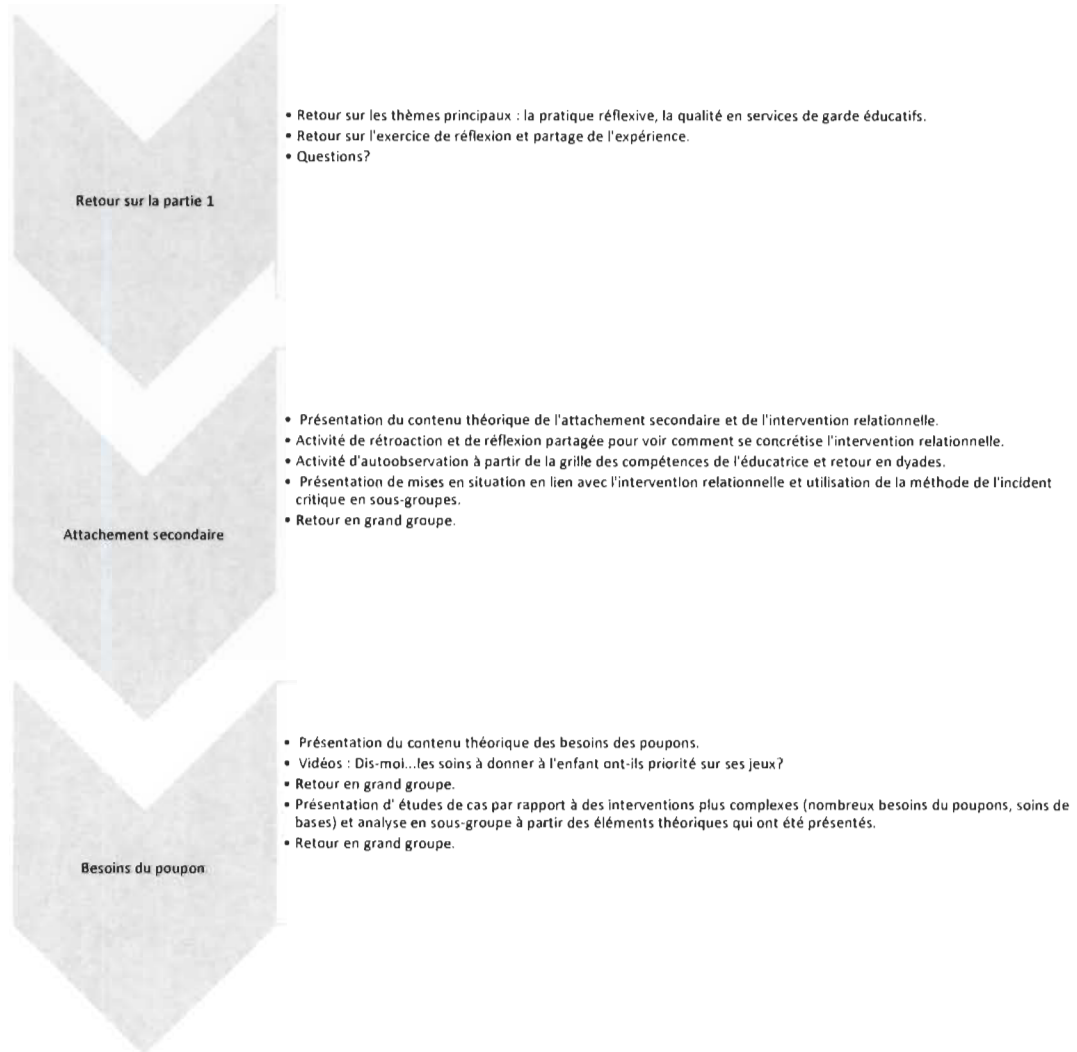 • Retour sur les thèmes principaux : la pratique réflexive, la qualité en services de garde éducatifs.
• Retour sur l'exercice de réflexion et partage de l'expérience.
• Questions?
Retour sur la partie 1
• Présentation du contenu théorique de l'attachement secondaire et de l'intervention relationnelle.
• Activité de rétroaction et de réflexion partagée pour voir comment se concrétise l'intervention relationnelle.
• Activité d'autoobservation à partir de la grille des compétences de l'éducatrice et retour en dyades.
• Présentation de mises en situation en lien avec l'intervention relationnelle et utilisation de la méthode de l'incident
critique en sous-groupes.
• Retour en grand groupe.
Attachement secondaire
• Présentation du contenu théorique des besoins des poupons.
• Vidéos : Dis-moi...les soins à donner à l'enfant ont-ils priorité sur ses jeux?
• Retour en grand groupe.
• Présentation d' études de cas par rapport à des interventions plus complexes (nombreux besoins du poupons, soins de
bases) et analyse en sous-groupe à partir des éléments théoriques qui ont été présentés.
• Retour en grand groupe.
Besoins du poupon